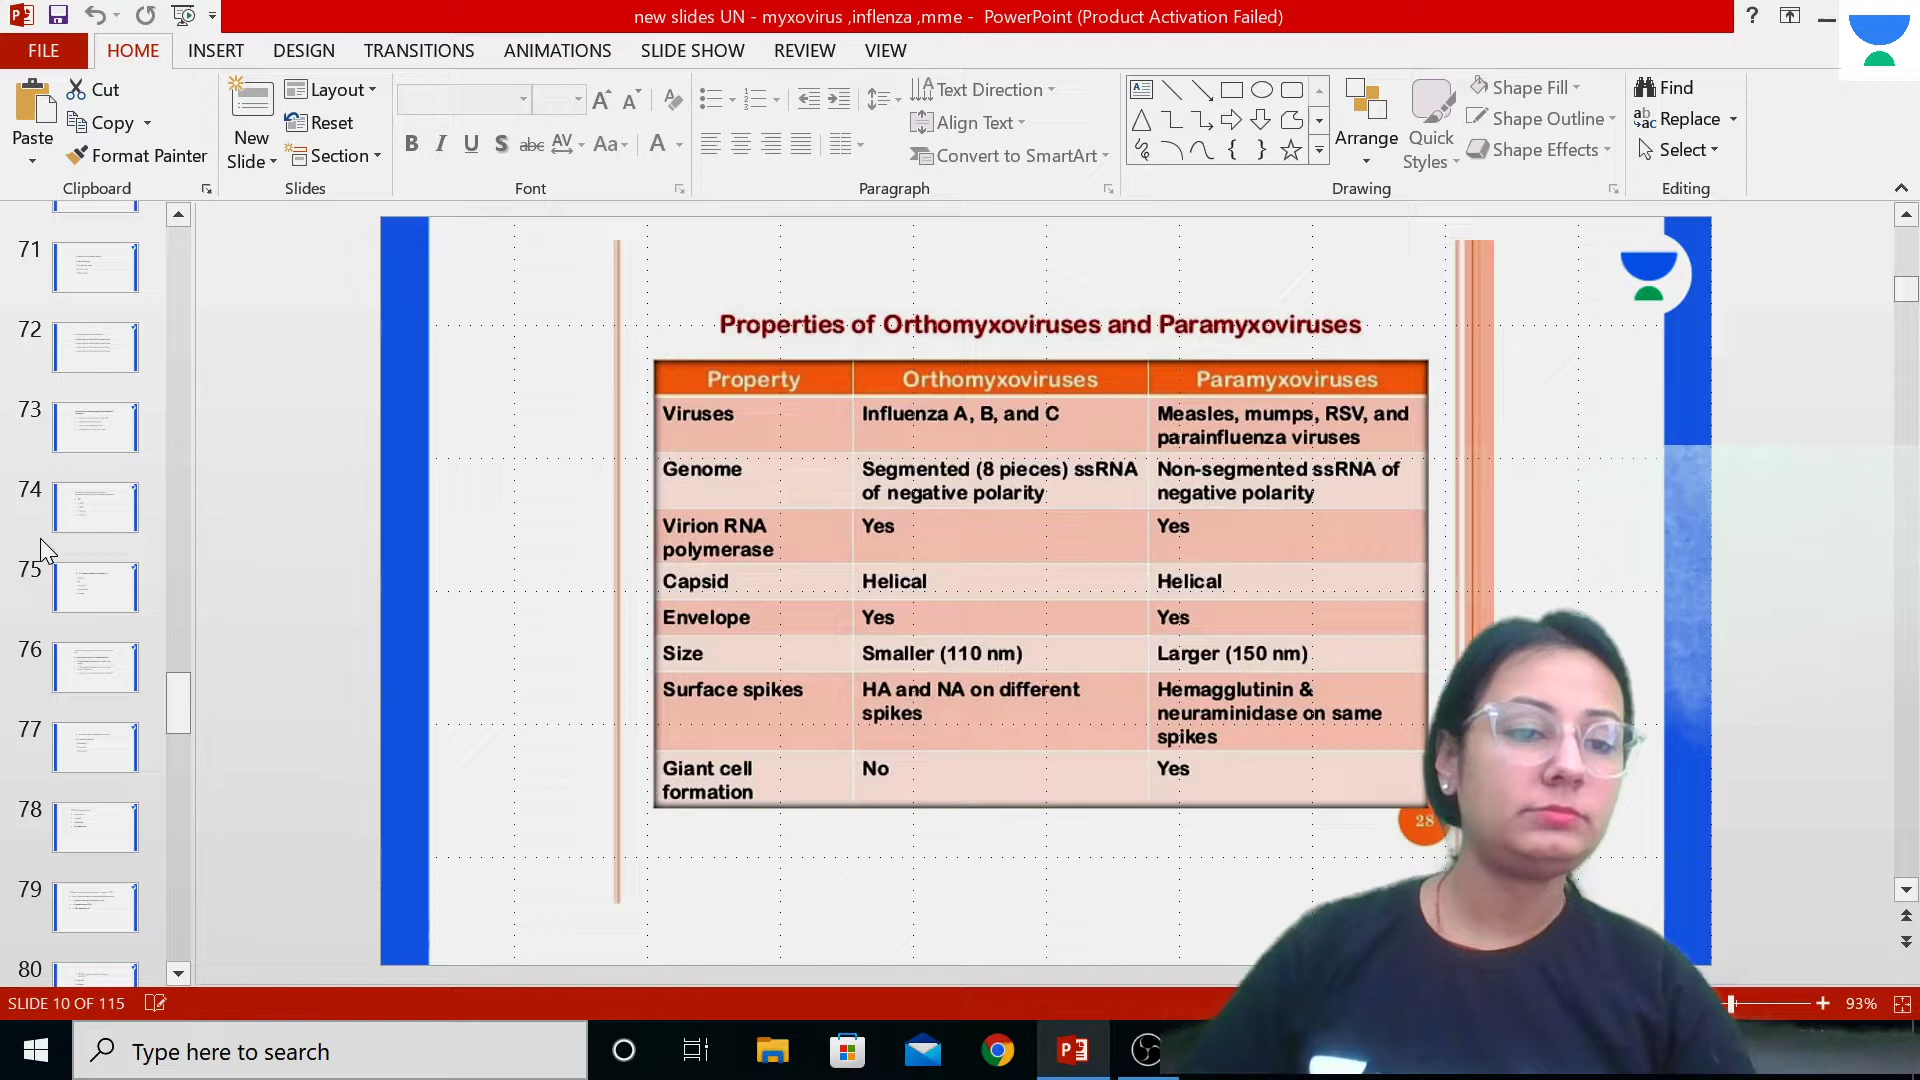 new slides UN - myxovirus ,inflenza ,mme - PowerPoint (Product Activation Failed)
FILE
HOME
INSERT
DESIGN
TRANSITIONS
ANIMATIONS
SLIDE SHOW
REVIEW
VIEW
Cut
Copy
Format Painter
Paste
Clipboard
New
Slide
Layout
Reset
Section
Slides
B I U S abc AV Aa A
Font
Text Direction
Align Text
Convert to SmartArt
Paragraph
Arrange
Quick
Styles
Shape Fill
Shape Outline
Shape Effects
Drawing
Find
Replace
Select
Editing
71
72
73
74
75
76
77
78
79
80
Properties of Orthomyxoviruses and Paramyxoviruses
Property Orthomyxoviruses Paramyxoviruses
Viruses
Influenza A, B, and C
Measles, mumps, RSV, and
parainfluenza viruses
Genome
Segmented (8 pieces) ssRNA
of negative polarity
Non-segmented ssRNA of
negative polarity
Virion RNA
polymerase
Yes
Yes
Capsid
Helical
Helical
Envelope
Yes
Yes
Size
Smaller (110 nm)
Larger (150 nm)
Surface spikes
HA and NA on different
spikes
Hemagglutinin &
neuraminidase on same
spikes
Giant cell
formation
No
Yes
28
SLIDE 10 OF 115
93%
Type here to search